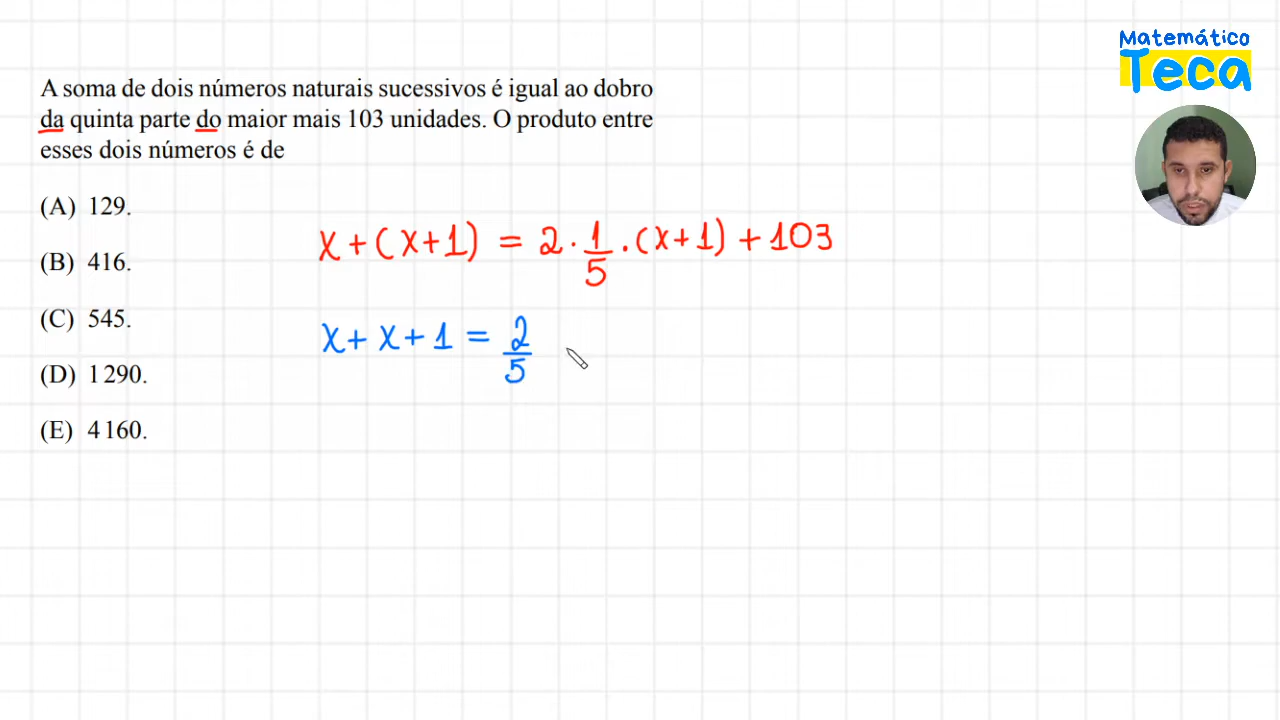 Matemático
Teca
A soma de dois números naturais sucessivos é igual ao dobro
da quinta parte do maior mais 103 unidades. O produto entre
esses dois números é de
(A) 129.
(B) 416.
(C) 545.
(D) 1 290.
(E) 4 160.
x+(x+1) = 2·1/5·(x+1)+103
x+x+1 = 2/5